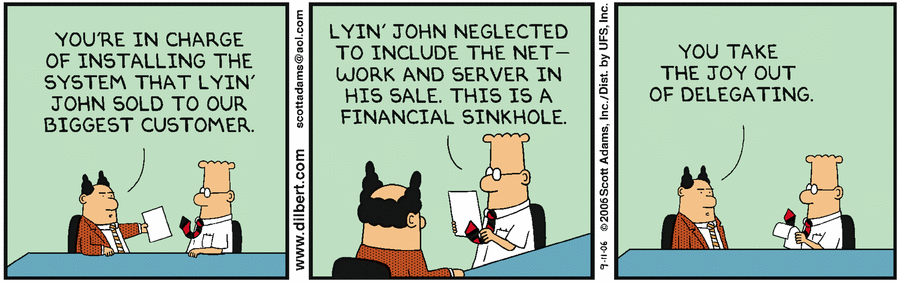 YOU'RE IN CHARGE
OF INSTALLING THE
SYSTEM THAT LYIN'
JOHN SOLD TO OUR
BIGGEST CUSTOMER.
www.dilbert.com scottadams@aol.com
LYIN' JOHN NEGLECTED
TO INCLUDE THE NET–
WORK AND SERVER IN
HIS SALE. THIS IS A
FINANCIAL SINKHOLE.
9-11-06 ©2006 Scott Adams, Inc./Dist. by UFS, Inc.
YOU TAKE
THE JOY OUT
OF DELEGATING.